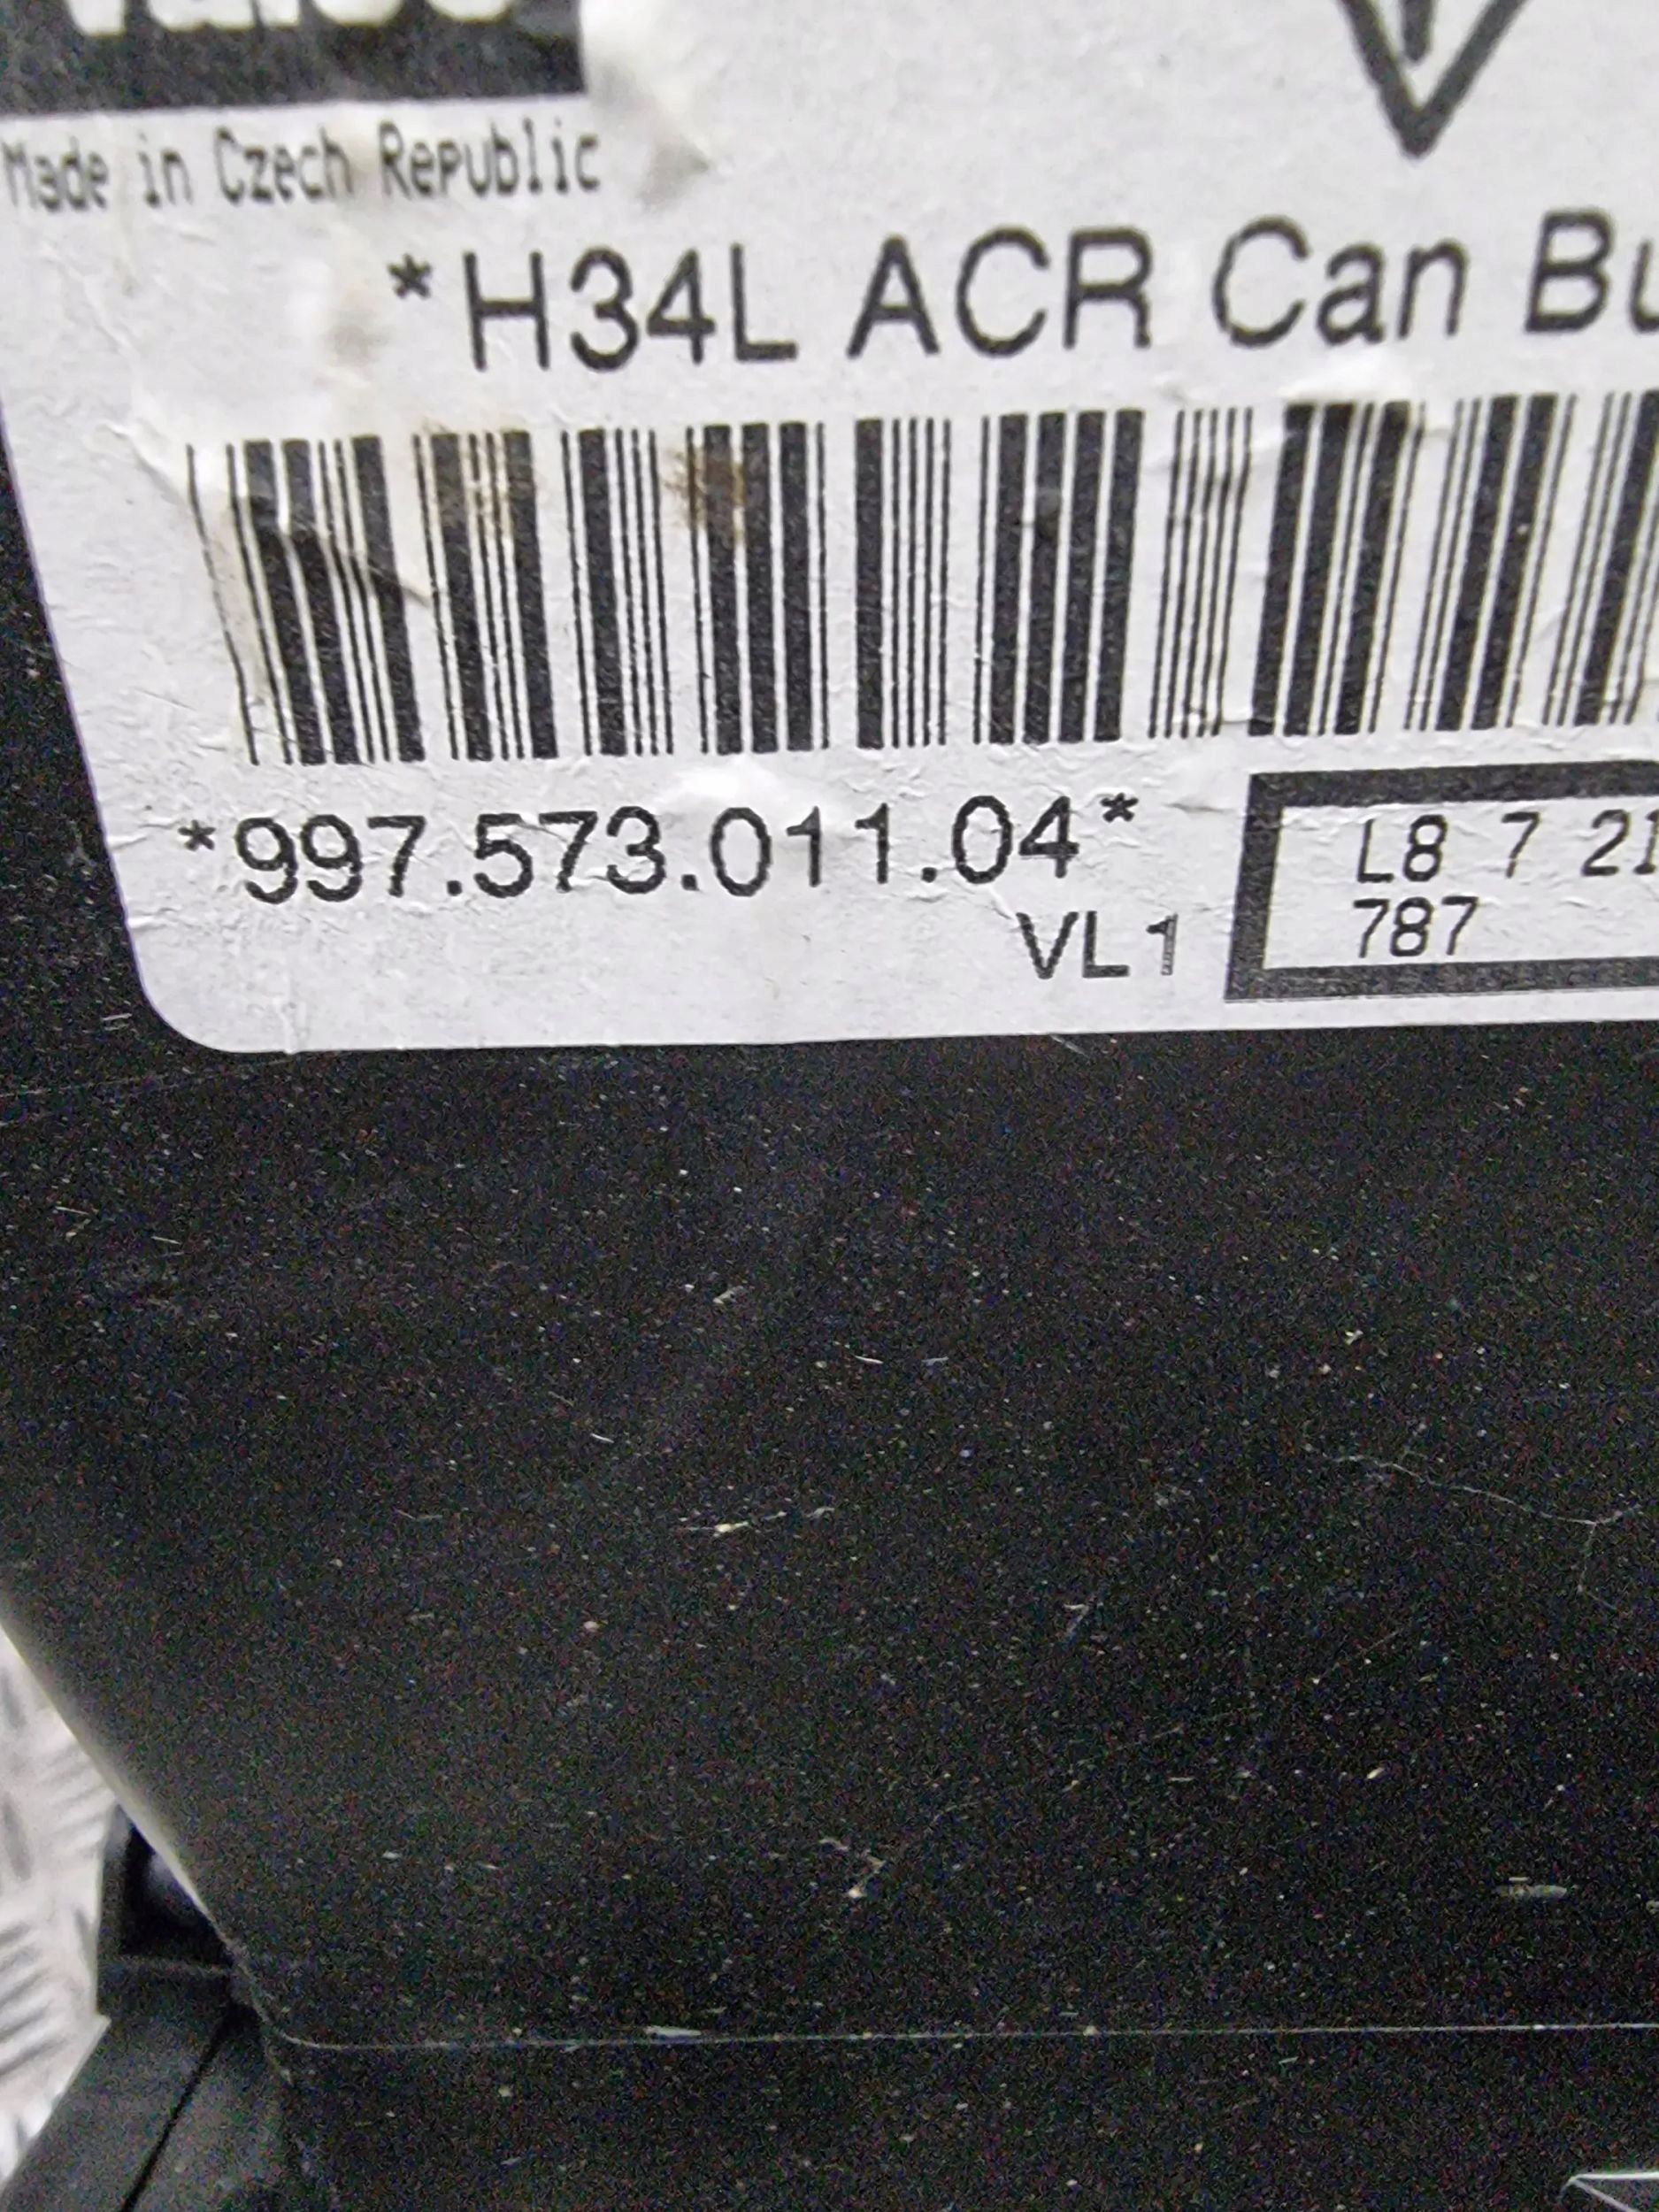 Made in Czech Republic
*H34L ACR Can Bu
*997.573.011.04*
VL1
L8 7 21
787